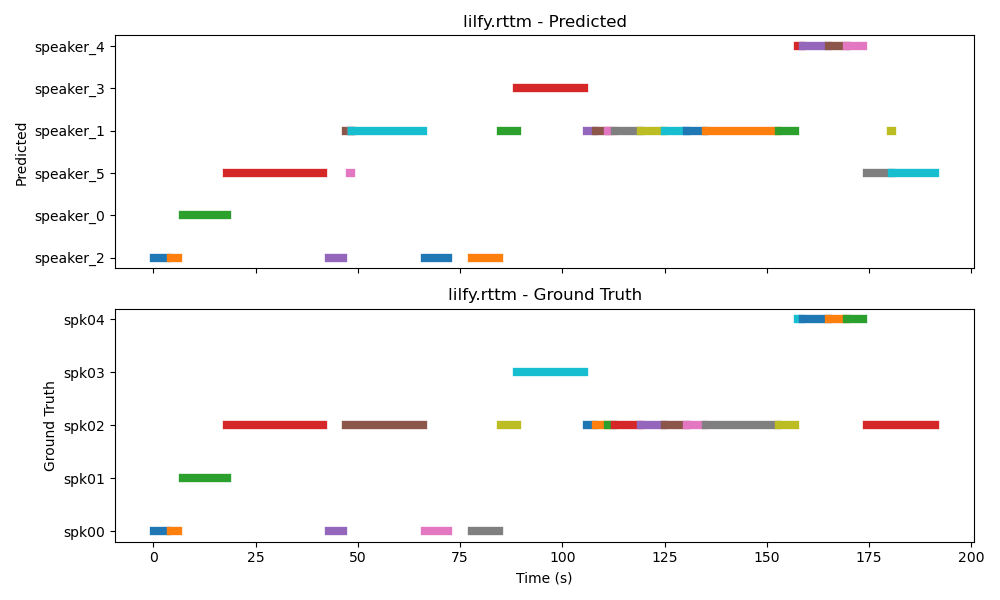 lilfy.rttm - Predicted
speaker_4
speaker_3
speaker_1
speaker_5
speaker_0
speaker_2
Predicted
lilfy.rttm - Ground Truth
spk04
spk03
spk02
spk01
spk00
Ground Truth
0 25 50 75 100 125 150 175 200
Time (s)